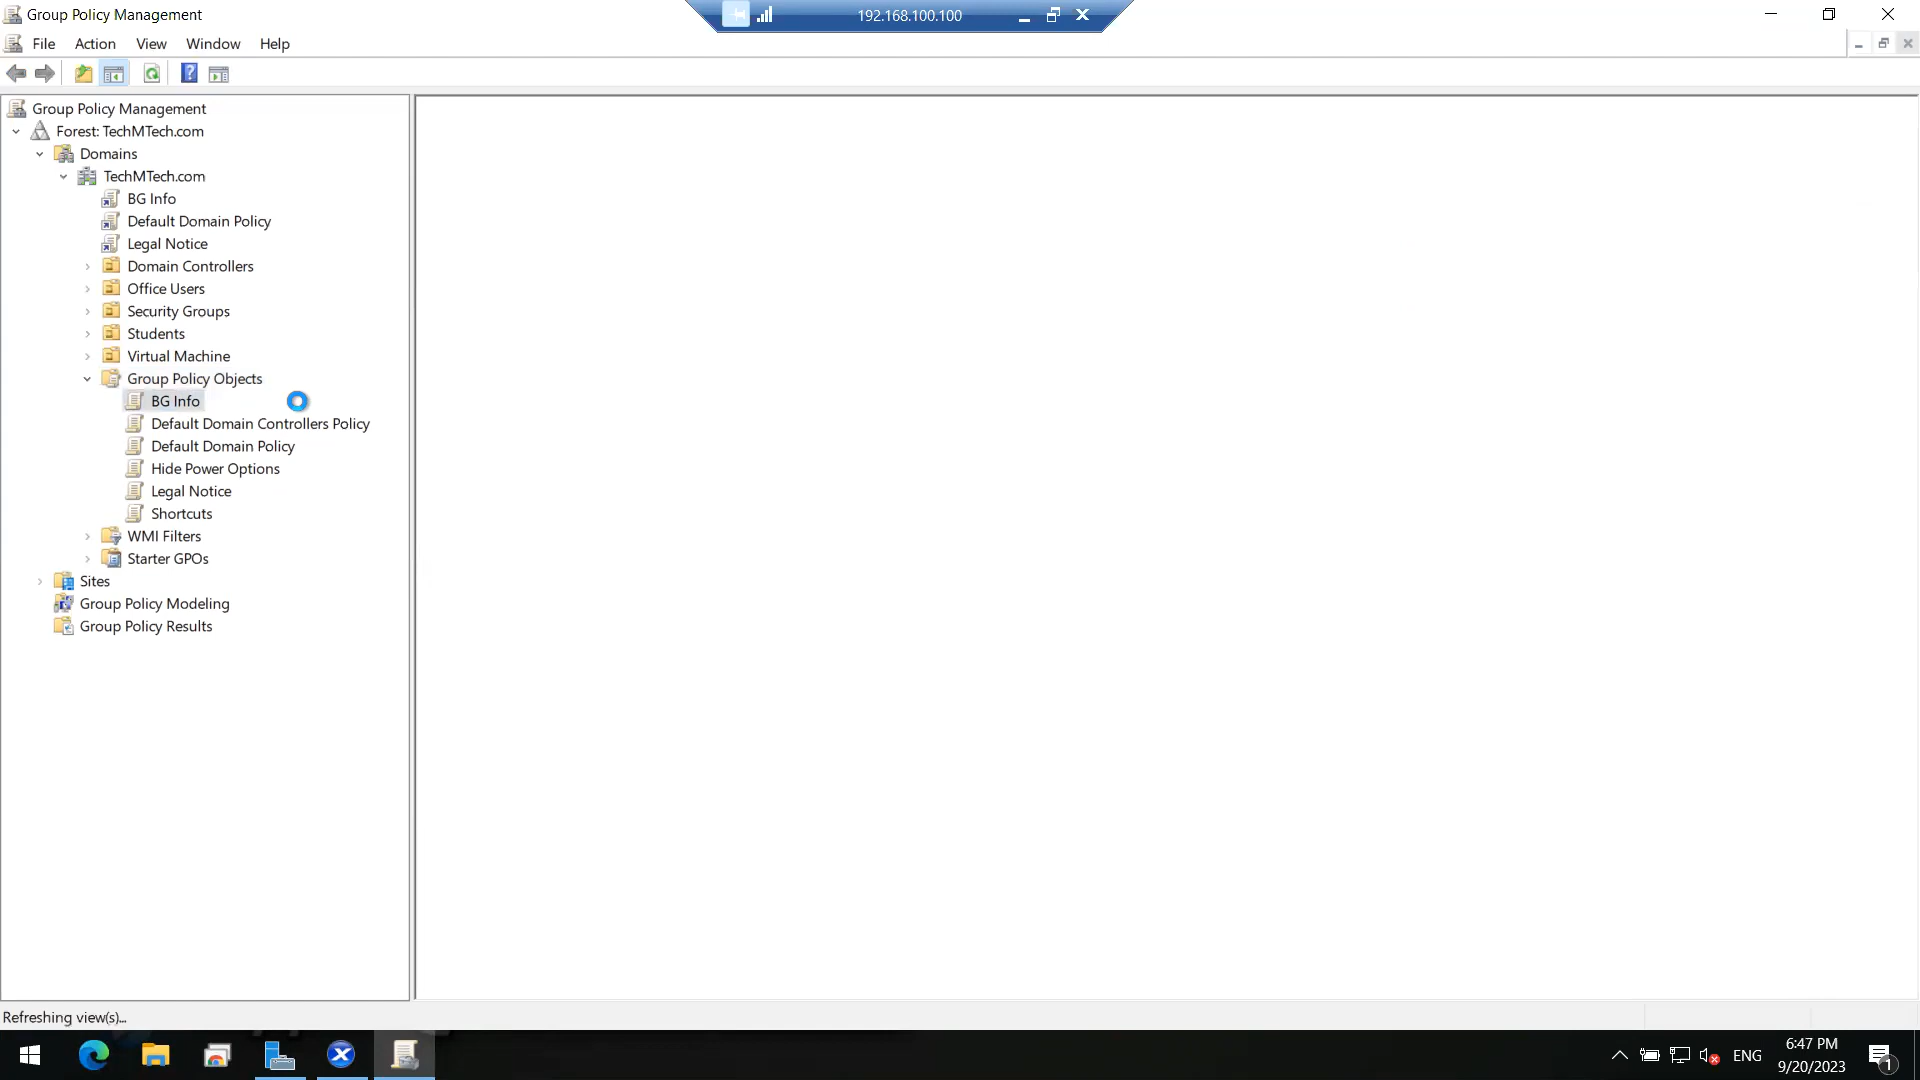 Group Policy Management
192.168.100.100
File Action View Window Help
Group Policy Management
Forest: TechMTech.com
Domains
TechMTech.com
BG Info
Default Domain Policy
Legal Notice
Domain Controllers
Office Users
Security Groups
Students
Virtual Machine
Group Policy Objects
BG Info
Default Domain Controllers Policy
Default Domain Policy
Hide Power Options
Legal Notice
Shortcuts
WMI Filters
Starter GPOs
Sites
Group Policy Modeling
Group Policy Results
Refreshing view(s)...
ENG
6:47 PM
9/20/2023
1